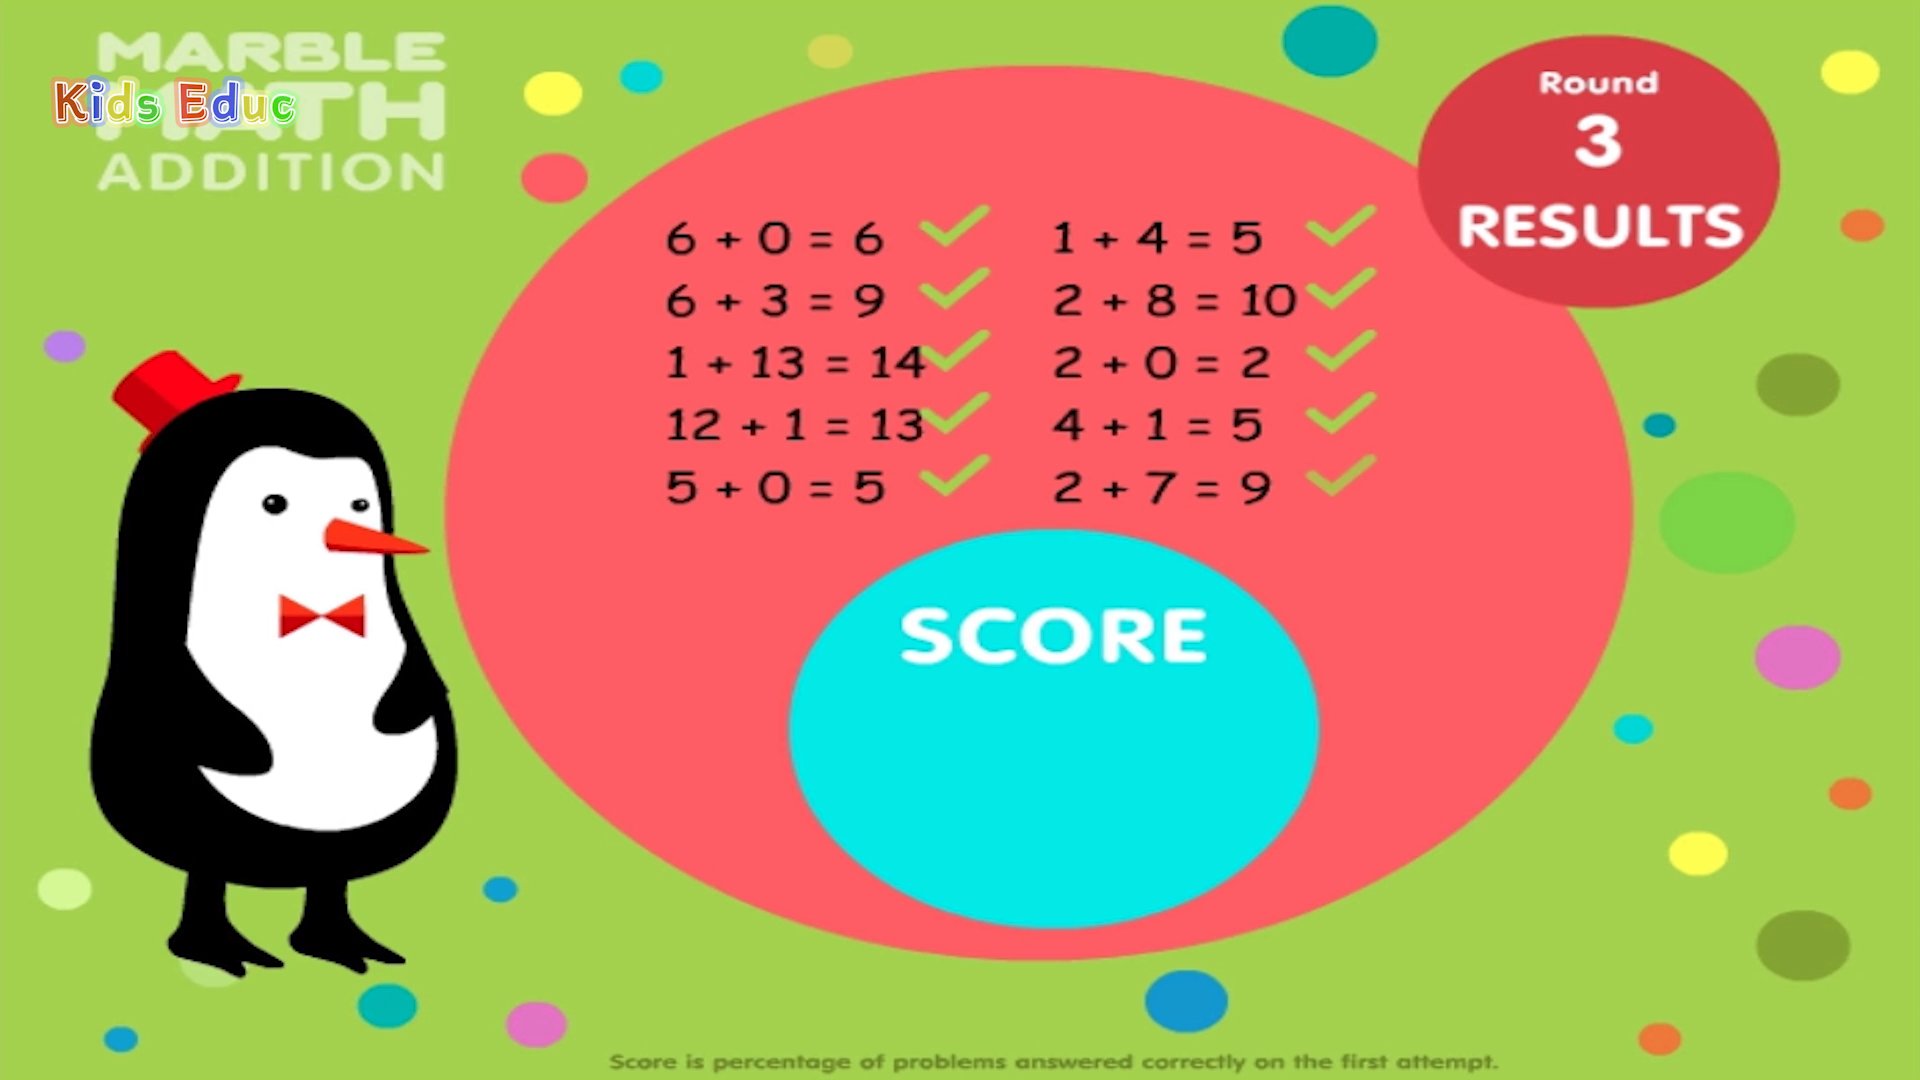 MARBLE
MATH
Kids Educ
ADDITION
Round
3
RESULTS
6 + 0 = 6
6 + 3 = 9
1 + 13 = 14
12 + 1 = 13
5 + 0 = 5
1 + 4 = 5
2 + 8 = 10
2 + 0 = 2
4 + 1 = 5
2 + 7 = 9
SCORE
Score is percentage of problems answered correctly on the first attempt.